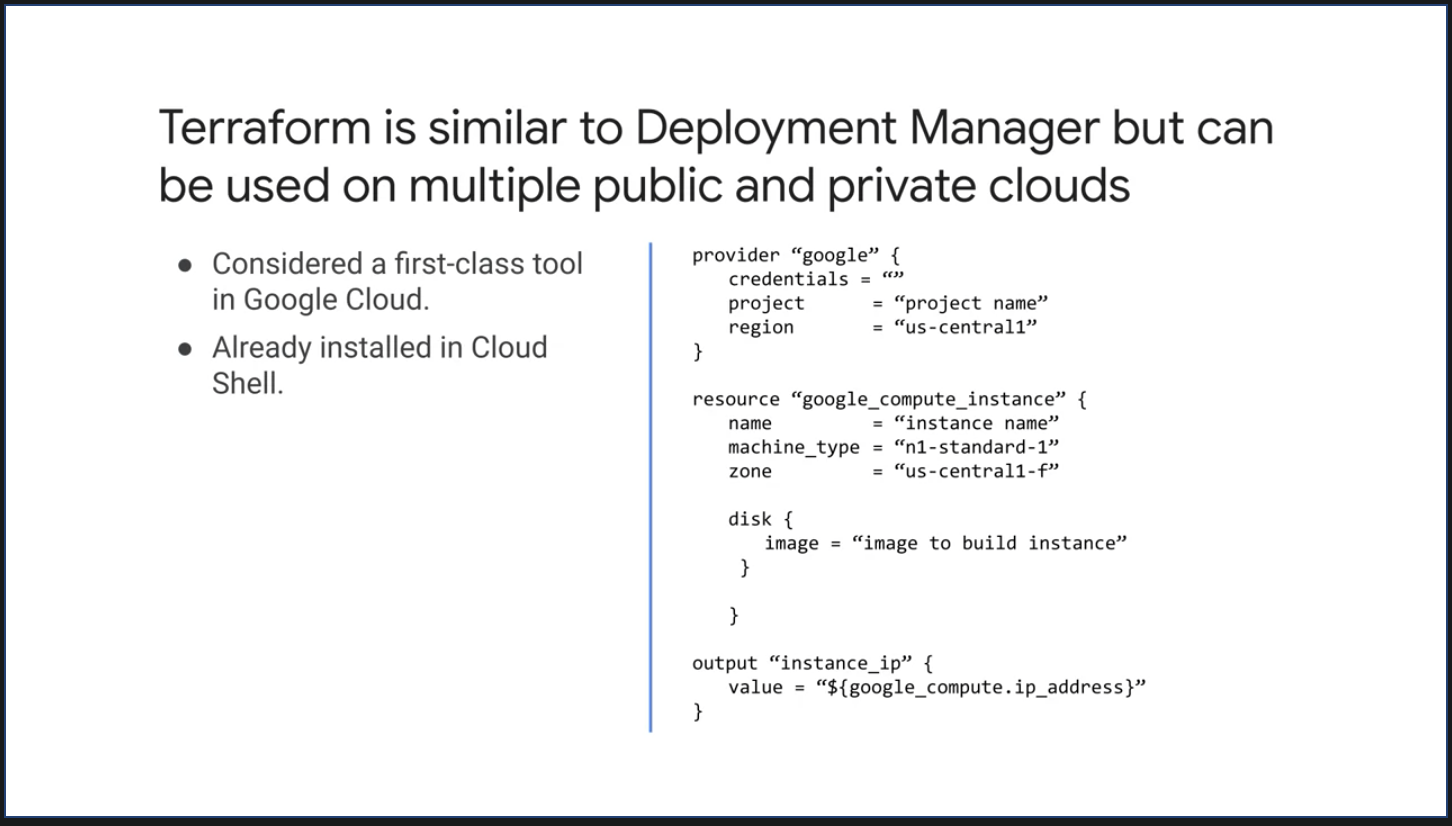 Terraform is similar to Deployment Manager but can
be used on multiple public and private clouds
● Considered a first-class tool
in Google Cloud.
● Already installed in Cloud
Shell.
provider “google” {
credentials = “”
project = “project name”
region = “us-central1”
}
resource “google_compute_instance” {
name = “instance name”
machine_type = “n1-standard-1”
zone = “us-central1-f”
disk {
image = “image to build instance”
}
}
output “instance_ip” {
value = “${google_compute.ip_address}”
}